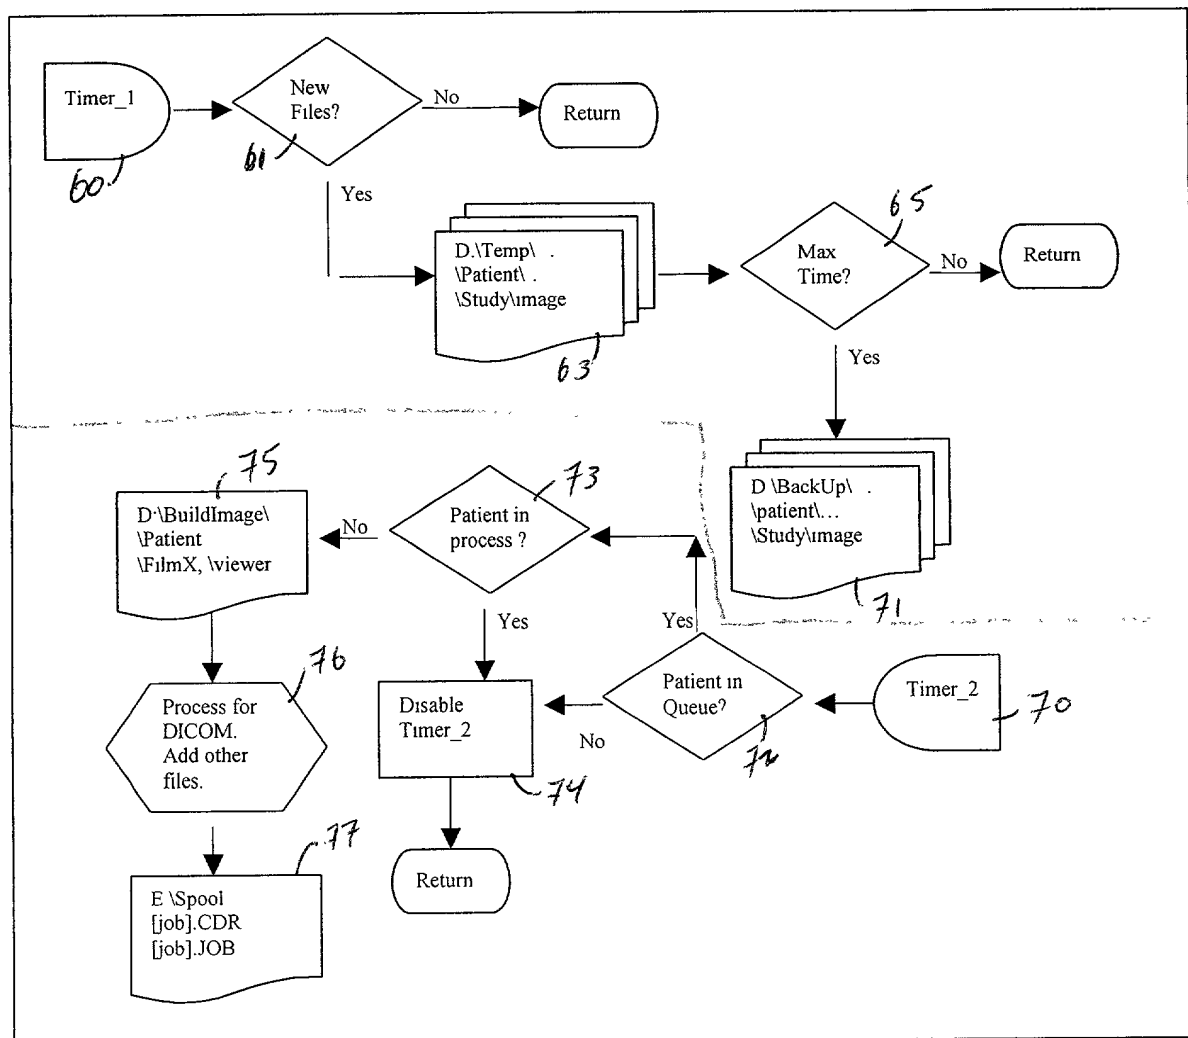 Timer_1
60
New
Files?
61
No
Return
Yes
D.\Temp\ .
\Patient\ .
\Study\image
63
Max
Time?
65
No
Return
Yes
D \BackUp\ .
\patient\...
\Study\image
71
75
D:\BuildImage\
\Patient
\FilmX, \viewer
No
73
Patient in
process ?
Yes
Yes
Patient in
Queue?
72
Timer_2
70
No
Disable
Timer_2
74
Return
76
Process for
DICOM.
Add other
files.
77
E \Spool
[job].CDR
[job].JOB